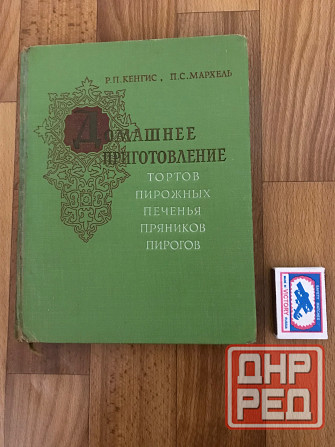 Р.П.КЕНГИС, П.С.МАРХЕЛЬ
ДОМАШНЕЕ
ПРИГОТОВЛЕНИЕ
ТОРТОВ
ПИРОЖНЫХ
ПЕЧЕНЬЯ
ПРЯНИКОВ
ПИРОГОВ
ДНР
РЕД